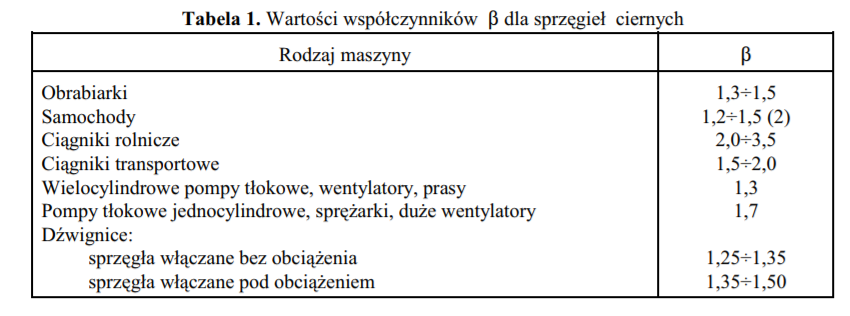 Tabela 1. Wartości współczynników β dla sprzęgieł ciernych
Rodzaj maszyny β
Obrabiarki 1,3÷1,5
Samochody 1,2÷1,5 (2)
Ciągniki rolnicze 2,0÷3,5
Ciągniki transportowe 1,5÷2,0
Wielocylindrowe pompy tłokowe, wentylatory, prasy 1,3
Pompy tłokowe jednocylindrowe, sprężarki, duże wentylatory 1,7
Dźwignice:
sprzęgła włączane bez obciążenia 1,25÷1,35
sprzęgła włączane pod obciążeniem 1,35÷1,50